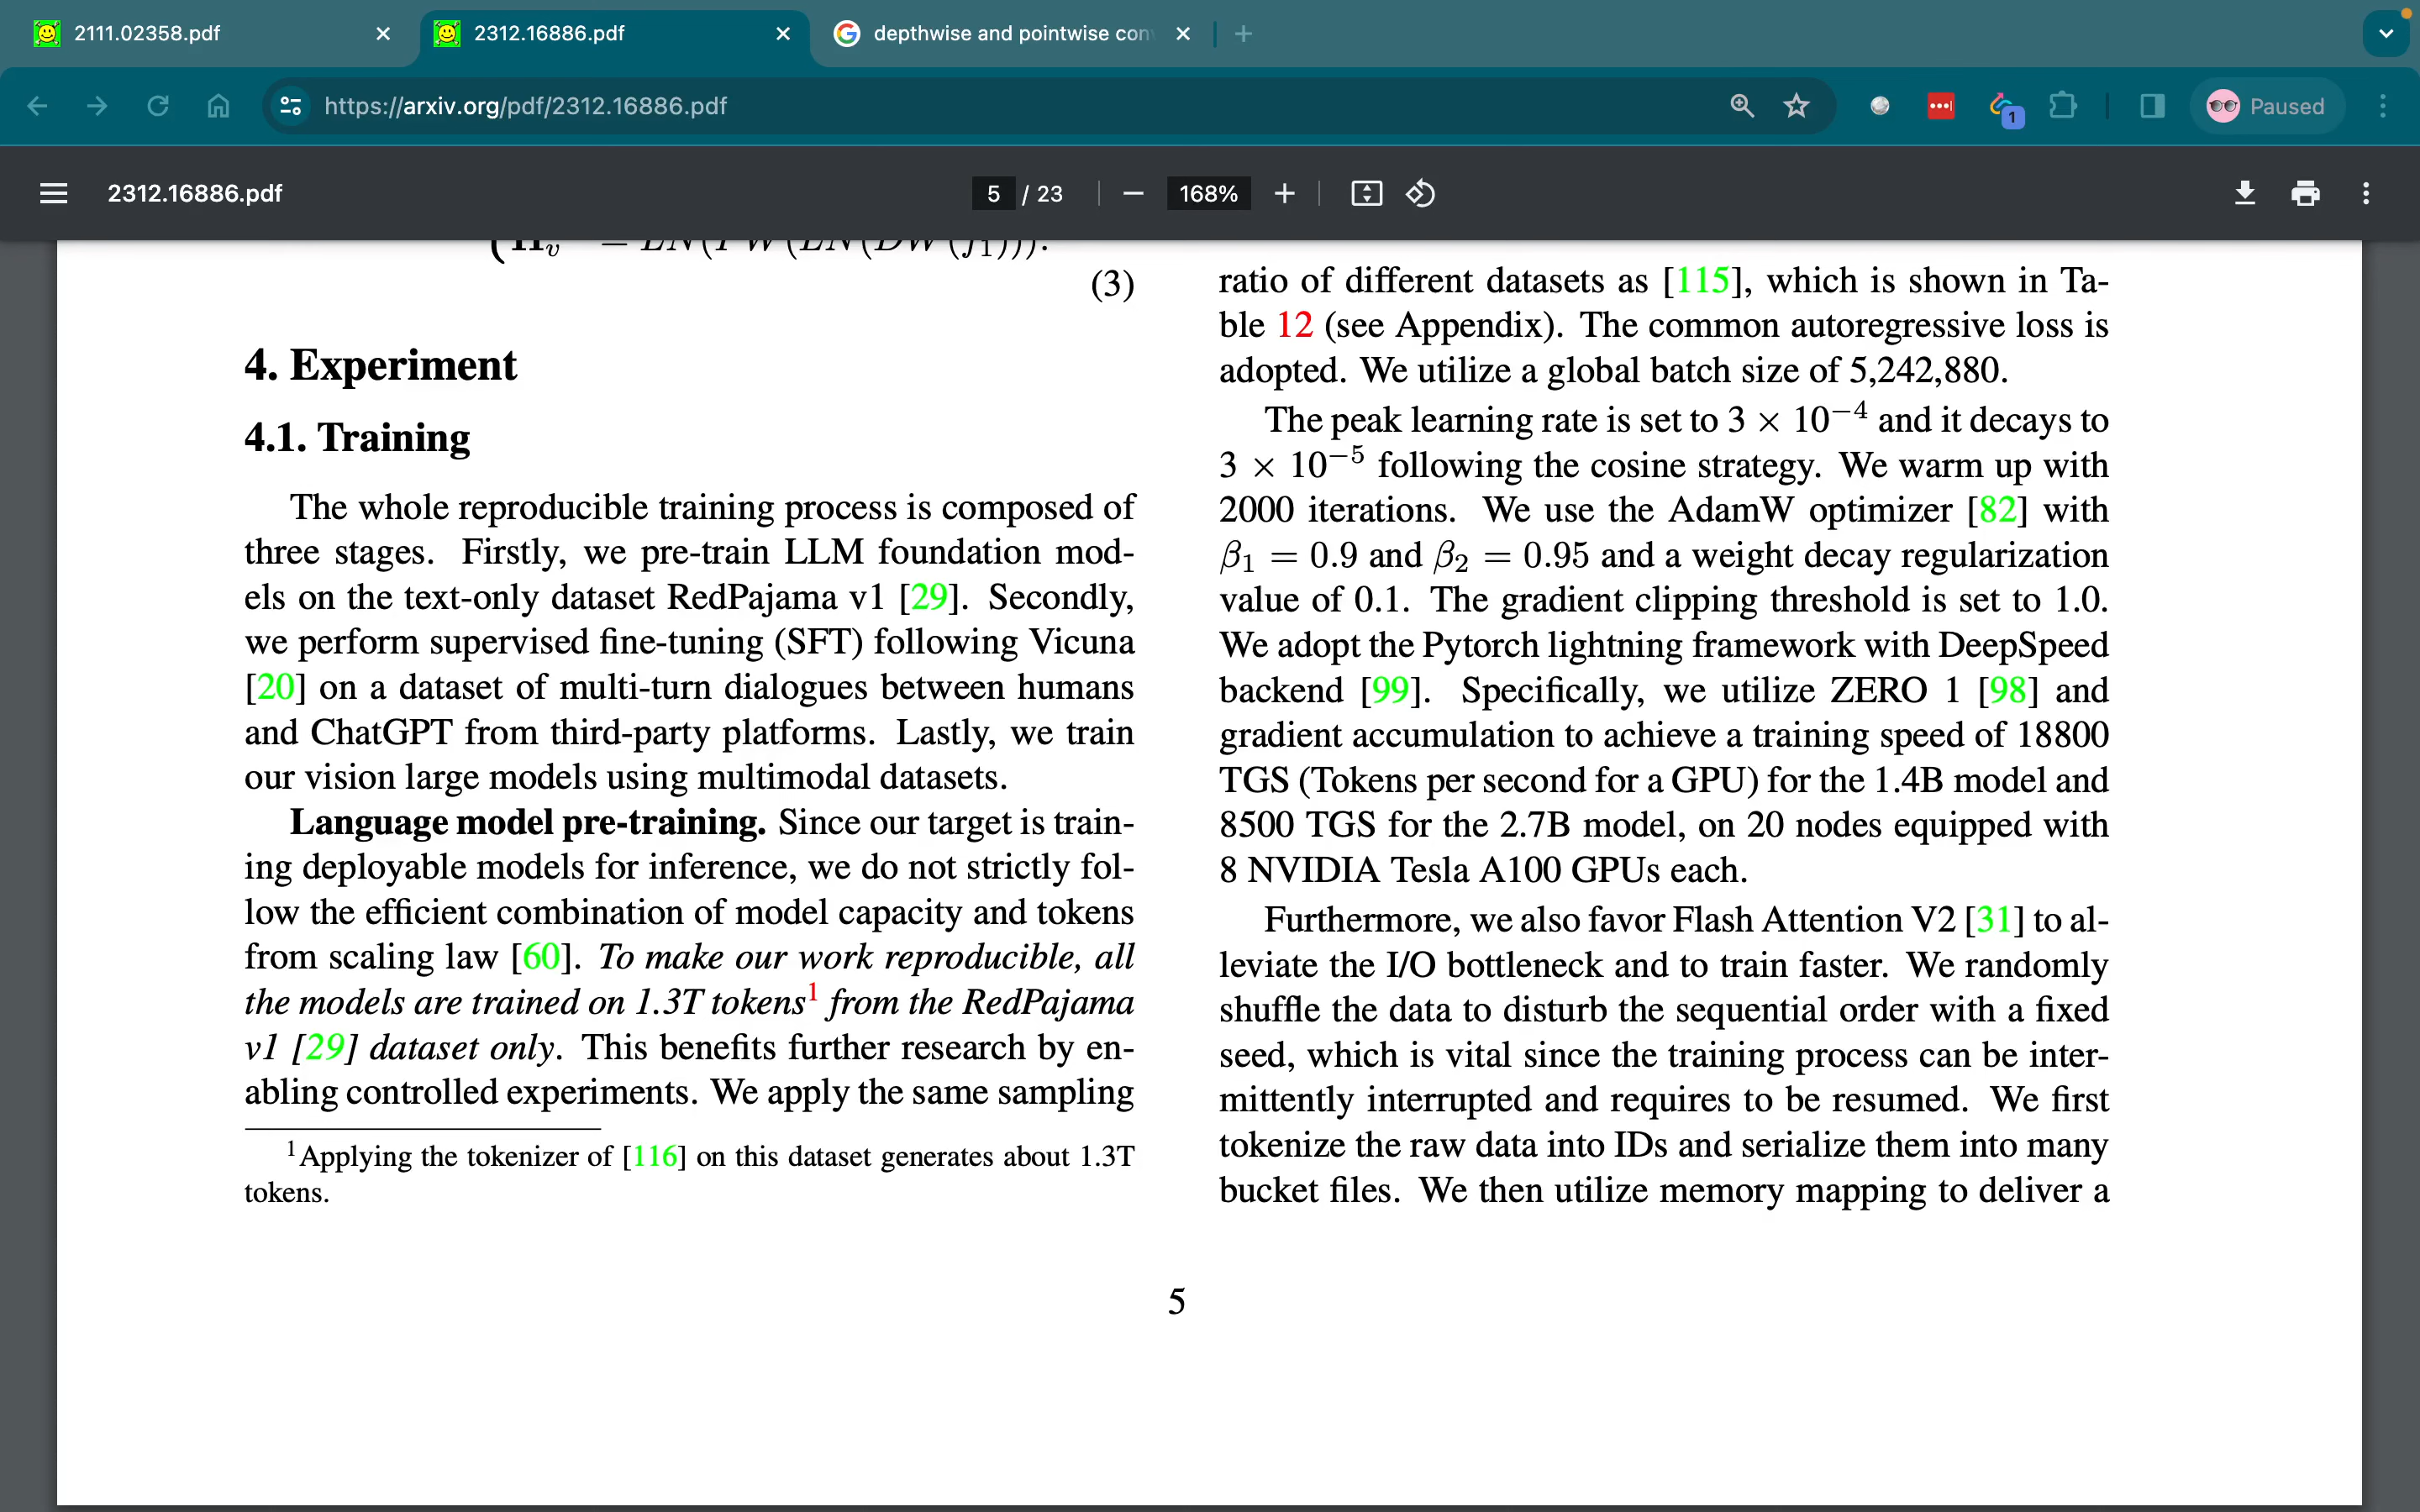 2111.02358.pdf
2312.16886.pdf
depthwise and pointwise con
https://arxiv.org/pdf/2312.16886.pdf
1
Paused
2312.16886.pdf
5 / 23
168%
(3)
4. Experiment
4.1. Training
The whole reproducible training process is composed of
three stages. Firstly, we pre-train LLM foundation mod-
els on the text-only dataset RedPajama v1 [29]. Secondly,
we perform supervised fine-tuning (SFT) following Vicuna
[20] on a dataset of multi-turn dialogues between humans
and ChatGPT from third-party platforms. Lastly, we train
our vision large models using multimodal datasets.
Language model pre-training. Since our target is train-
ing deployable models for inference, we do not strictly fol-
low the efficient combination of model capacity and tokens
from scaling law [60]. To make our work reproducible, all
the models are trained on 1.3T tokens¹ from the RedPajama
v1 [29] dataset only. This benefits further research by en-
abling controlled experiments. We apply the same sampling
¹Applying the tokenizer of [116] on this dataset generates about 1.3T
tokens.
ratio of different datasets as [115], which is shown in Ta-
ble 12 (see Appendix). The common autoregressive loss is
adopted. We utilize a global batch size of 5,242,880.
The peak learning rate is set to 3 × 10⁻⁴ and it decays to
3 × 10⁻⁵ following the cosine strategy. We warm up with
2000 iterations. We use the AdamW optimizer [82] with
β₁ = 0.9 and β₂ = 0.95 and a weight decay regularization
value of 0.1. The gradient clipping threshold is set to 1.0.
We adopt the Pytorch lightning framework with DeepSpeed
backend [99]. Specifically, we utilize ZERO 1 [98] and
gradient accumulation to achieve a training speed of 18800
TGS (Tokens per second for a GPU) for the 1.4B model and
8500 TGS for the 2.7B model, on 20 nodes equipped with
8 NVIDIA Tesla A100 GPUs each.
Furthermore, we also favor Flash Attention V2 [31] to al-
leviate the I/O bottleneck and to train faster. We randomly
shuffle the data to disturb the sequential order with a fixed
seed, which is vital since the training process can be inter-
mittently interrupted and requires to be resumed. We first
tokenize the raw data into IDs and serialize them into many
bucket files. We then utilize memory mapping to deliver a
5